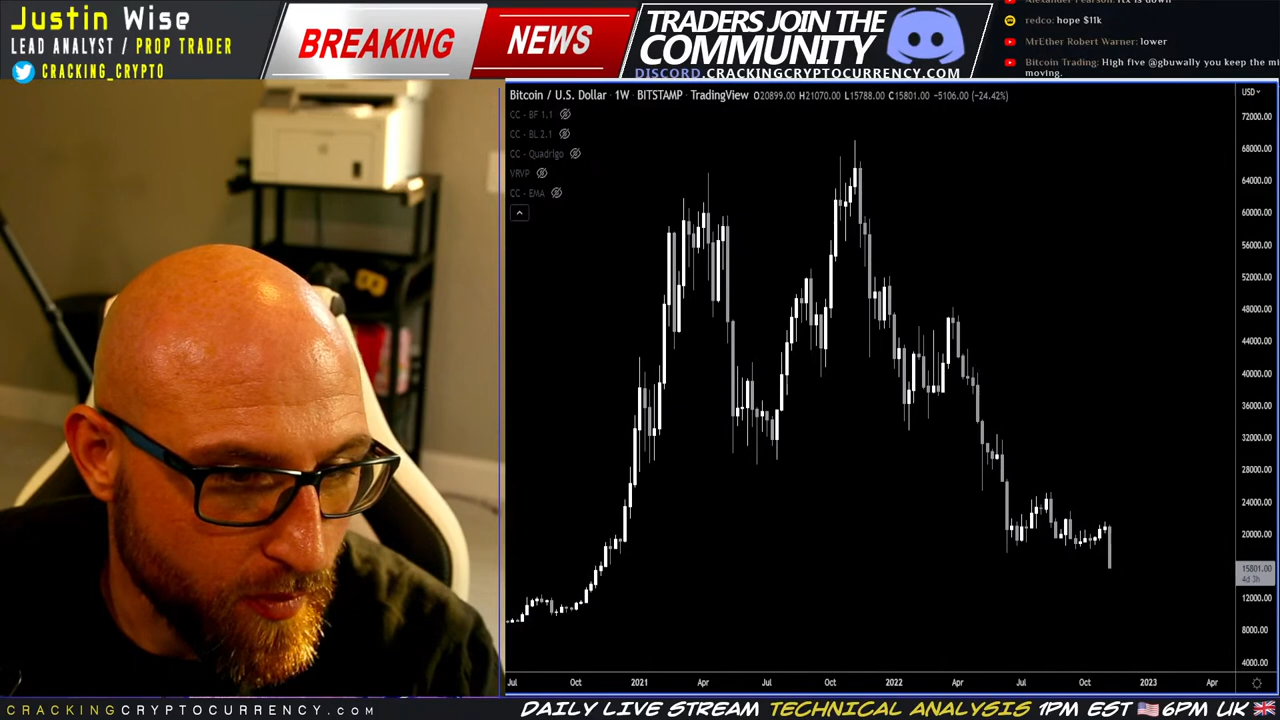 Justin Wise
LEAD ANALYST / PROP TRADER
CRACKING_CRYPTO
BREAKING
NEWS
TRADERS JOIN THE
COMMUNITY
DISCORD.CRACKINGCRYPTOCURRENCY.COM
redco: hope $11k
MrEther Robert Warner: lower
Bitcoin Trading: High five @gbuwally you keep the mi
moving.
Bitcoin / U.S. Dollar · 1W · BITSTAMP · TradingView O20899.00 H21070.00 L15788.00 C15801.00 −5106.00 (−24.42%)
USD
CC - BF 1.1
CC - BL 2.1
CC - Quadrigo
VRVP
CC - EMA
72000.00
68000.00
64000.00
60000.00
56000.00
52000.00
48000.00
44000.00
40000.00
36000.00
32000.00
28000.00
24000.00
20000.00
15801.00
4d 3h
12000.00
8000.00
4000.00
Jul Oct 2021 Apr Jul Oct 2022 Apr Jul Oct 2023 Apr
CRACKINGCRYPTOCURRENCY.COM
DAILY LIVE STREAM TECHNICAL ANALYSIS 1PM EST 6PM UK